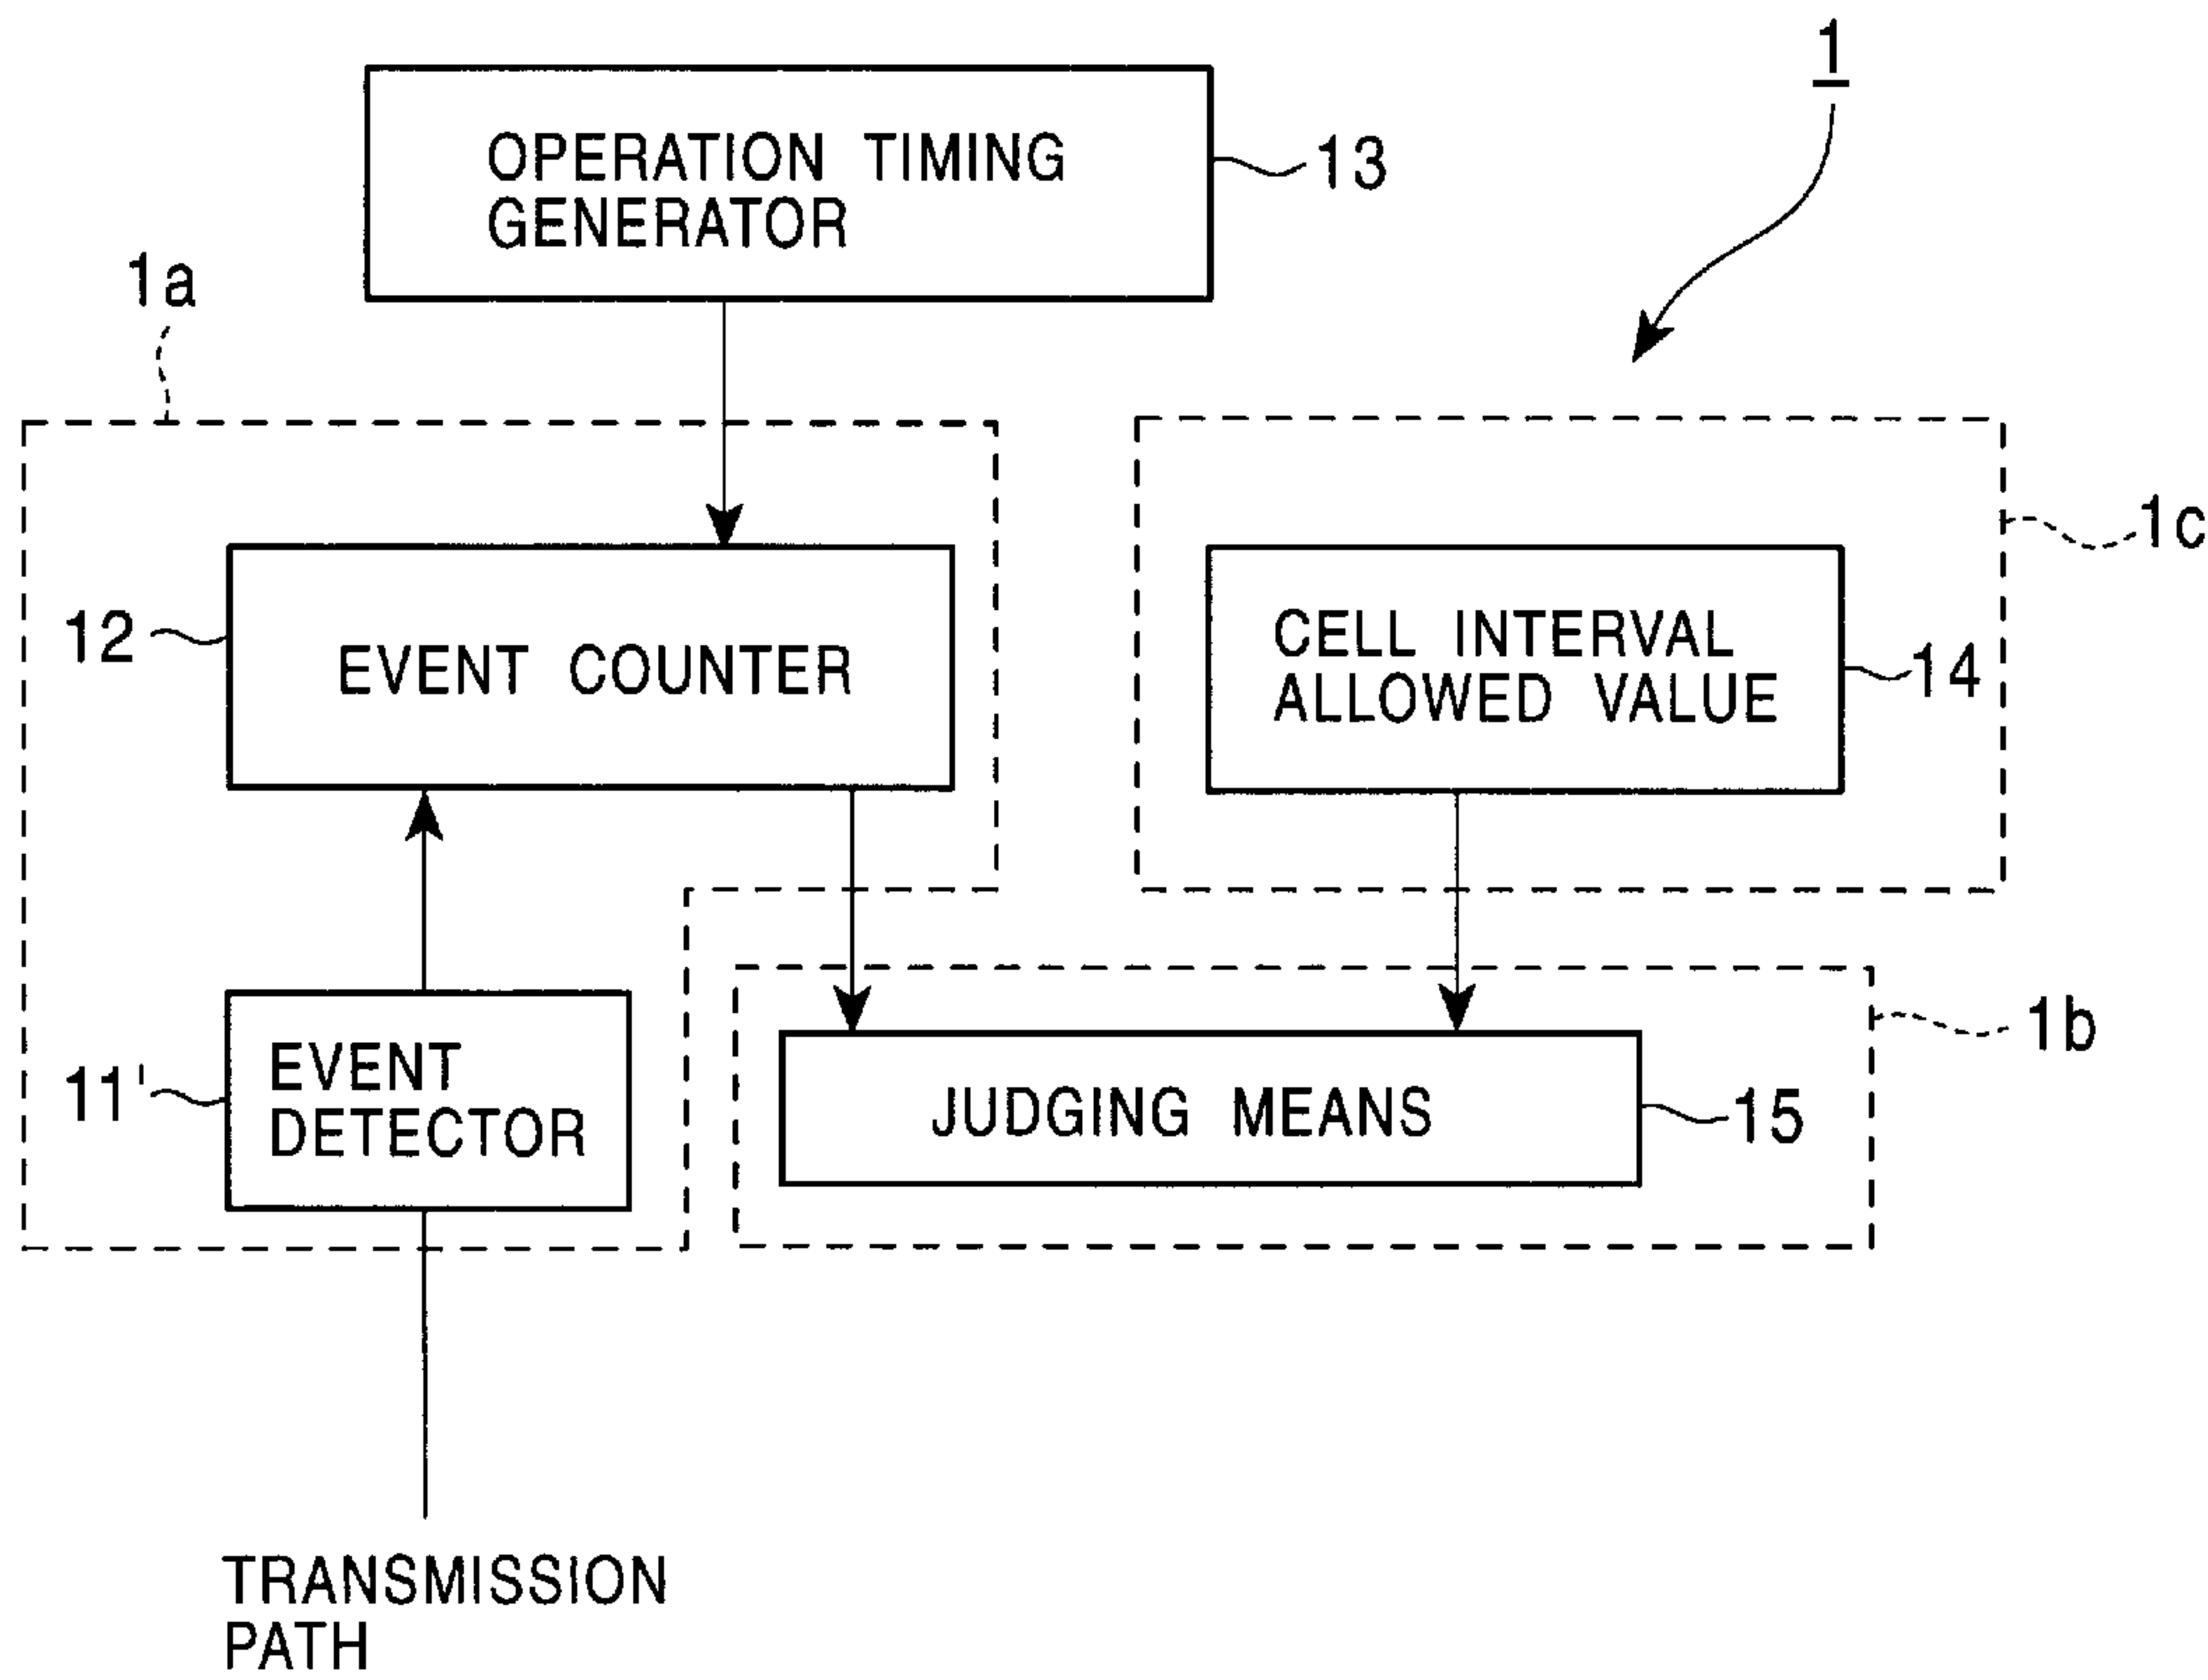 1
OPERATION TIMING
GENERATOR
13
1a
1c
12
EVENT COUNTER
CELL INTERVAL
ALLOWED VALUE
14
11'
EVENT
DETECTOR
JUDGING MEANS
15
1b
TRANSMISSION
PATH